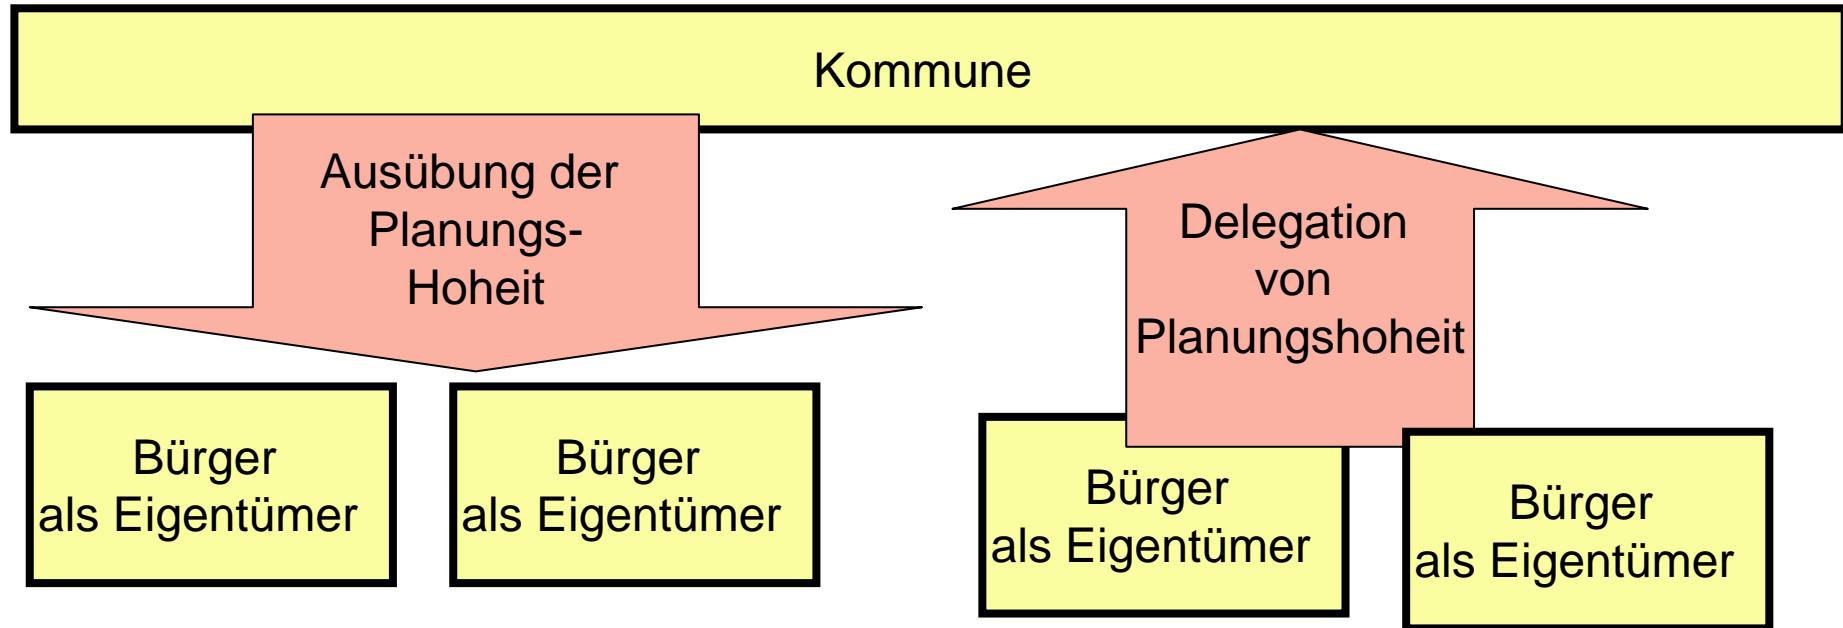 Kommune
Ausübung der
Planungs-
Hoheit
Delegation
von
Planungshoheit
Bürger
als Eigentümer
Bürger
als Eigentümer
Bürger
als Eigentümer
Bürger
als Eigentümer